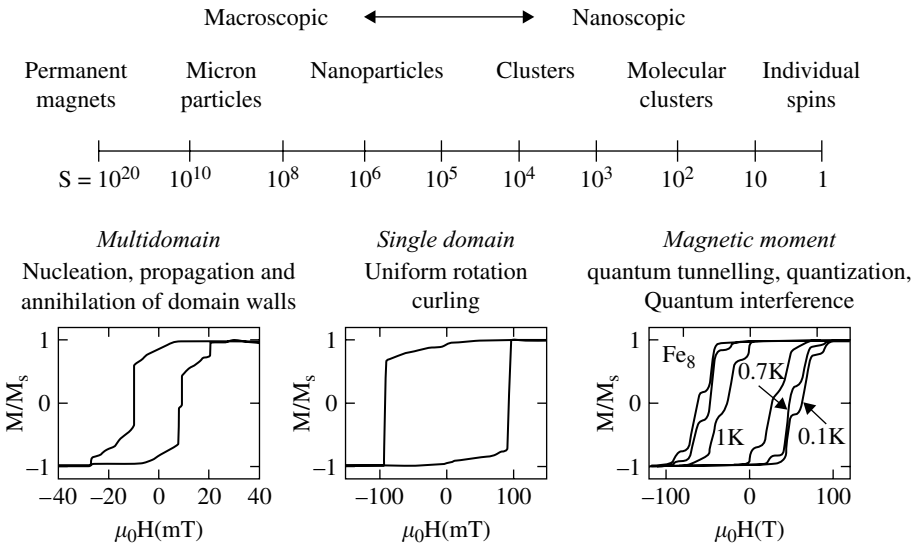 Macroscopic Nanoscopic
Permanent magnets
Micron particles
Nanoparticles
Clusters
Molecular clusters
Individual spins
S = 10^20 10^10 10^8 10^6 10^5 10^4 10^3 10^2 10 1
Multidomain
Nucleation, propagation and
annihilation of domain walls
1
0
−1
M/Ms
−40 −20 0 20 40
μ0H(mT)
Single domain
Uniform rotation
curling
1
0
−1
M/Ms
−100 0 100
μ0H(mT)
Magnetic moment
quantum tunnelling, quantization,
Quantum interference
1
0
−1
M/Ms
Fe8
0.7K
1K
0.1K
−100 0 100
μ0H(T)